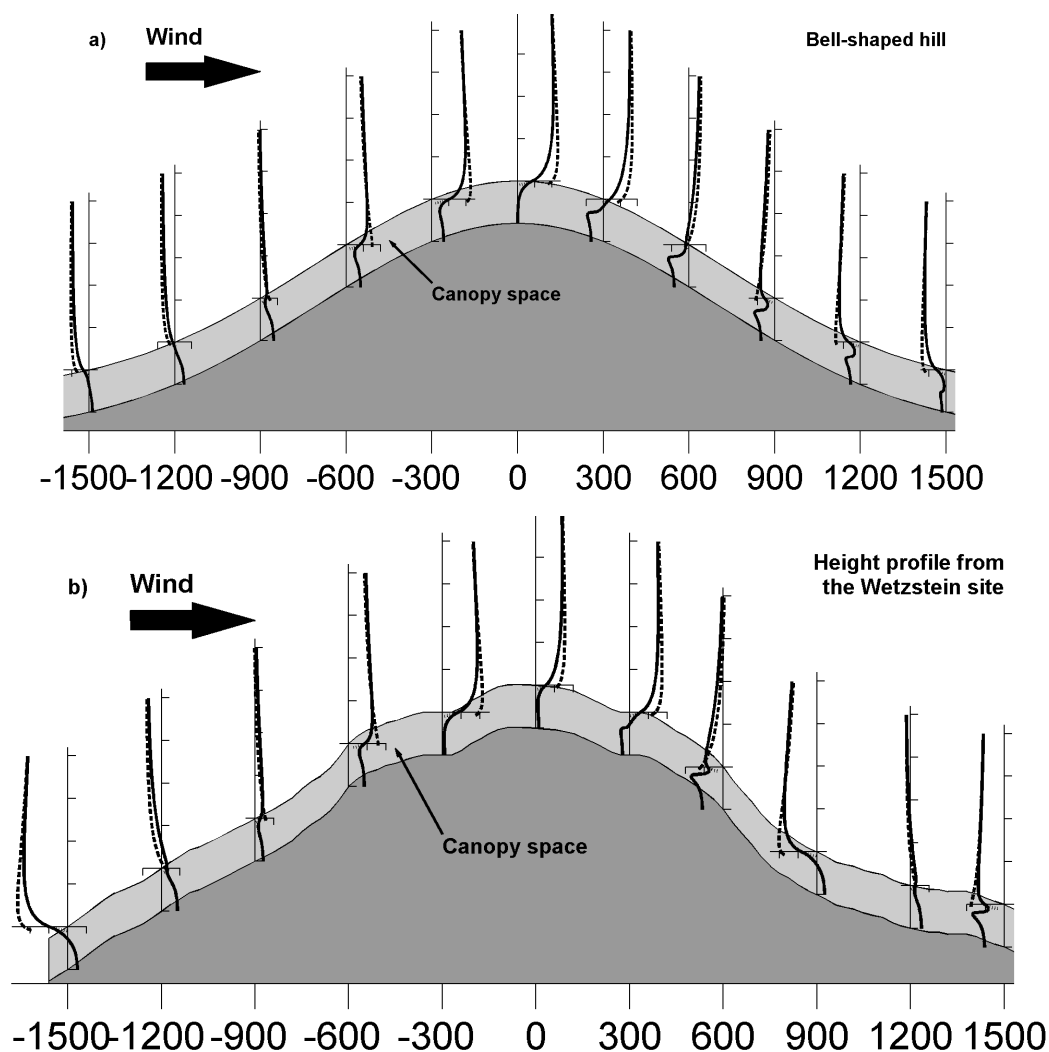 a)
Wind
Bell-shaped hill
Canopy space
-1500-1200 -900 -600 -300 0 300 600 900 1200 1500
b)
Wind
Height profile from
the Wetzstein site
Canopy space
-1500-1200 -900 -600 -300 0 300 600 900 1200 1500